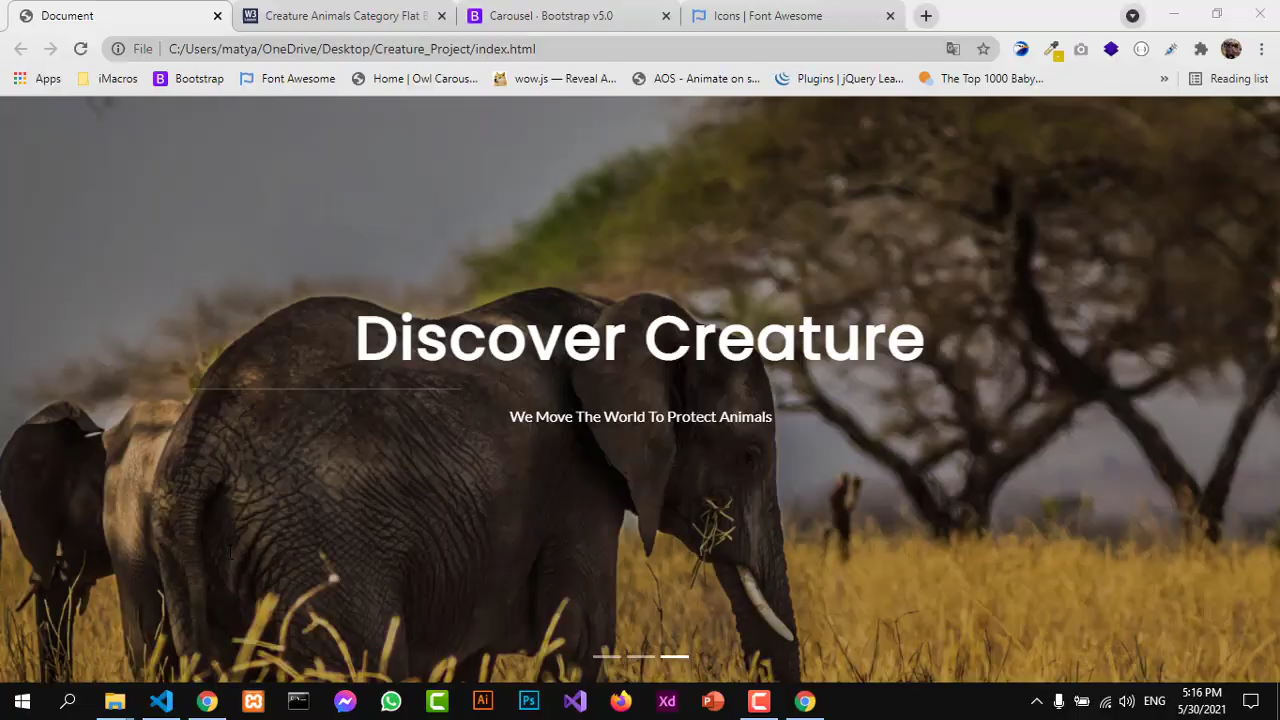 Document
Creature Animals Category Flat B
Carousel · Bootstrap v5.0
Icons | Font Awesome
File
C:/Users/matya/OneDrive/Desktop/Creature_Project/index.html
Apps
iMacros
Bootstrap
Font Awesome
Home | Owl Carous...
wow.js — Reveal A...
AOS - Animate on s...
Plugins | jQuery Lea...
The Top 1000 Baby...
»
Reading list
Discover Creature
We Move The World To Protect Animals
ENG
5:16 PM
5/30/2021